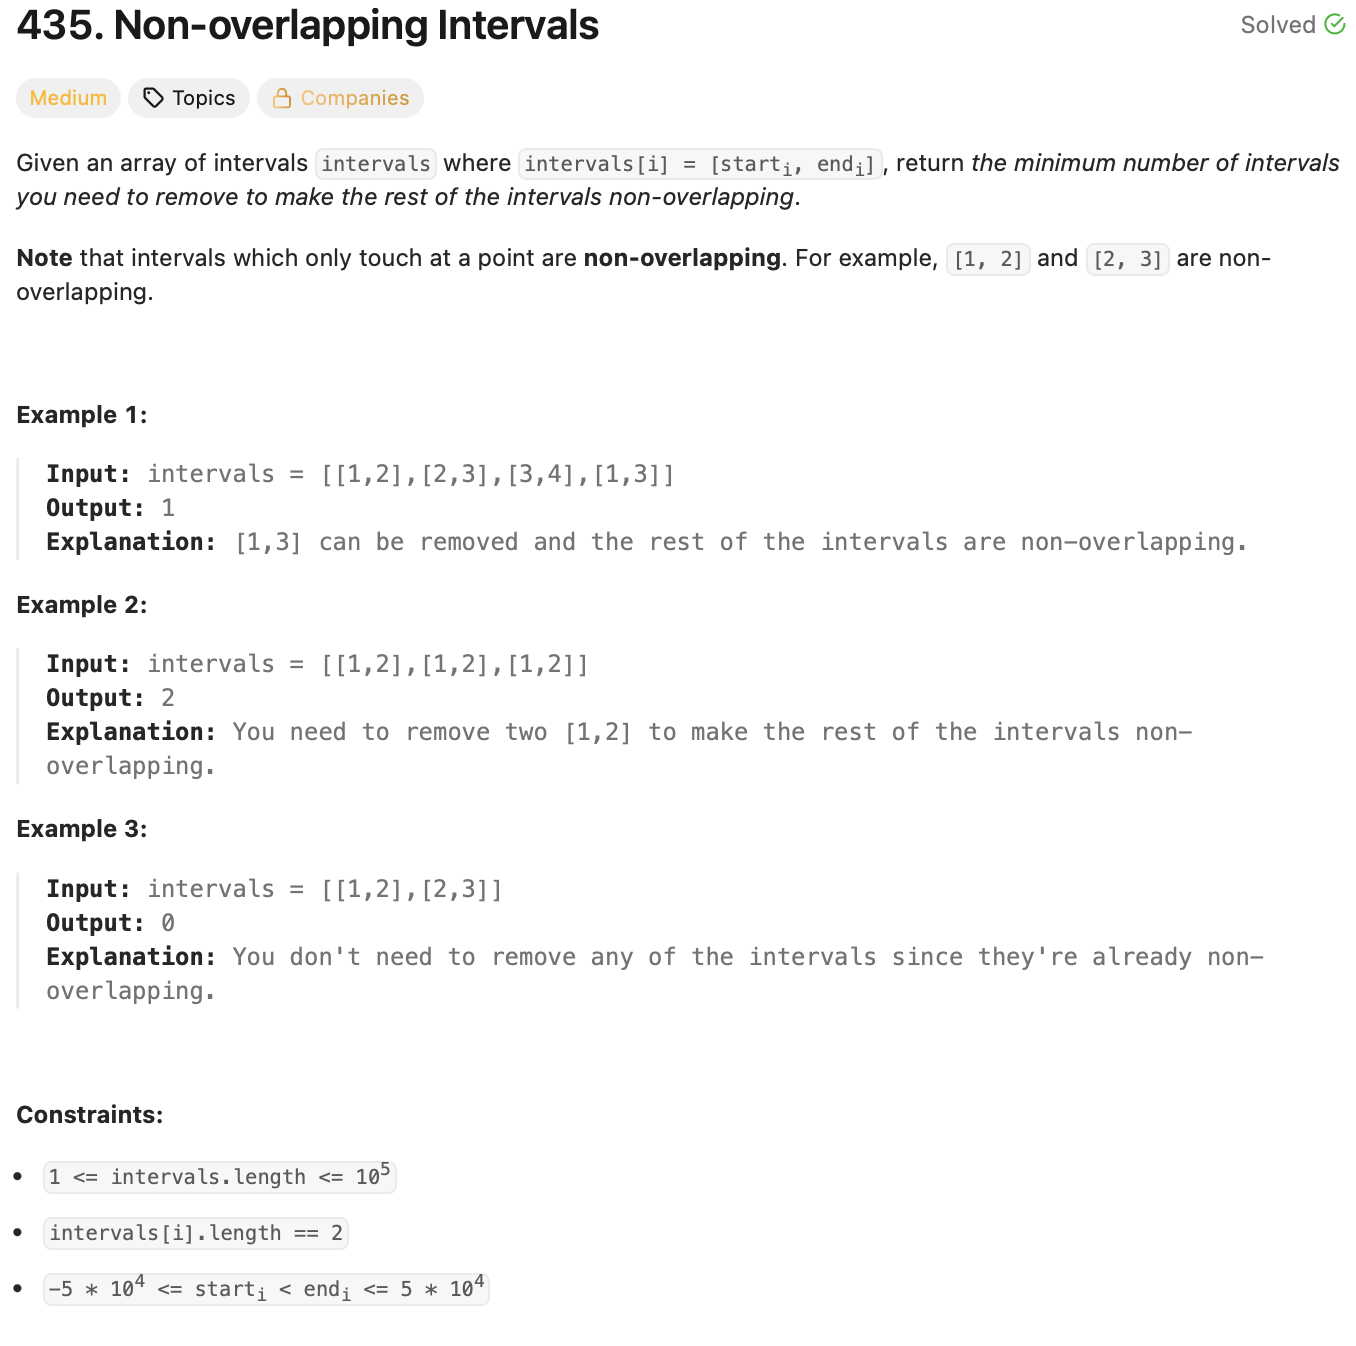 435. Non-overlapping Intervals
Solved
Medium Topics Companies
Given an array of intervals intervals where intervals[i] = [starti, endi], return the minimum number of intervals
you need to remove to make the rest of the intervals non-overlapping.
Note that intervals which only touch at a point are non-overlapping. For example, [1, 2] and [2, 3] are non-
overlapping.
Example 1:
Input: intervals = [[1,2],[2,3],[3,4],[1,3]]
Output: 1
Explanation: [1,3] can be removed and the rest of the intervals are non-overlapping.
Example 2:
Input: intervals = [[1,2],[1,2],[1,2]]
Output: 2
Explanation: You need to remove two [1,2] to make the rest of the intervals non-
overlapping.
Example 3:
Input: intervals = [[1,2],[2,3]]
Output: 0
Explanation: You don't need to remove any of the intervals since they're already non-
overlapping.
Constraints:
• 1 <= intervals.length <= 10^5
• intervals[i].length == 2
• -5 * 10^4 <= starti < endi <= 5 * 10^4